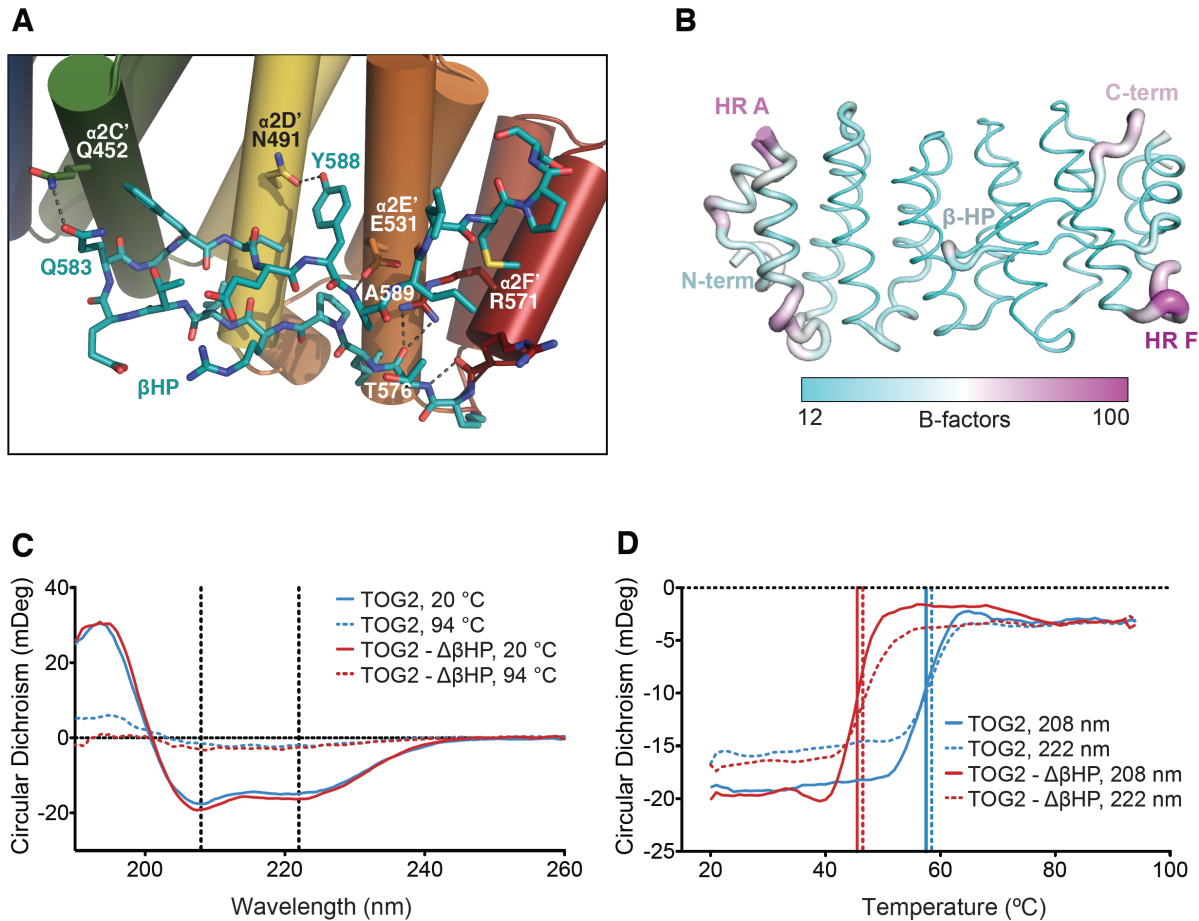 A
α2C'
Q452
α2D'
N491
Y588
α2E'
E531
Q583
A589
α2F'
R571
βHP
T576
B
HR A
C-term
β-HP
N-term
HR F
12
B-factors
100
C
Circular Dichroism (mDeg)
40
20
0
-20
200
220
240
260
Wavelength (nm)
TOG2, 20 °C
TOG2, 94 °C
TOG2 - ΔβHP, 20 °C
TOG2 - ΔβHP, 94 °C
D
Circular Dichroism (mDeg)
0
-5
-10
-15
-20
-25
20
40
60
80
100
Temperature (ºC)
TOG2, 208 nm
TOG2, 222 nm
TOG2 - ΔβHP, 208 nm
TOG2 - ΔβHP, 222 nm